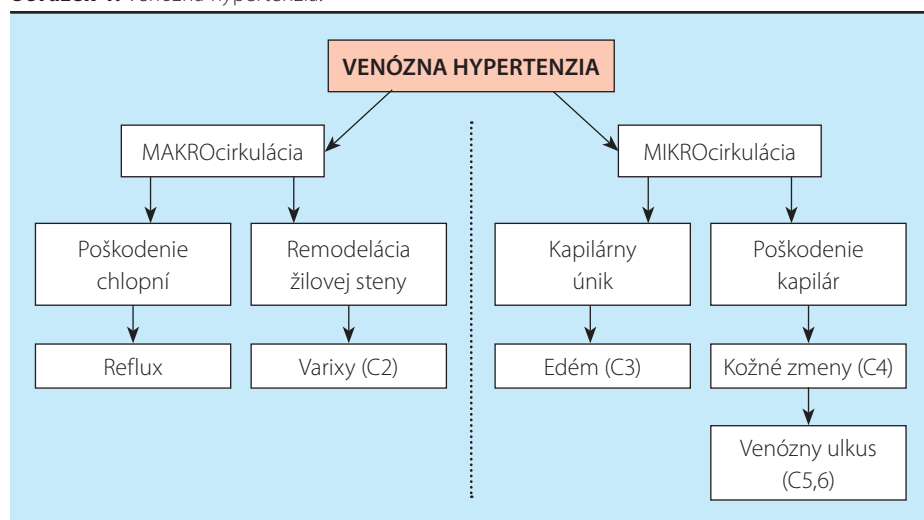 Obrázok 1. Venózna hypertenzia.
VENÓZNA HYPERTENZIA
MAKROcirkulácia
MIKROcirkulácia
Poškodenie
chlopní
Remodelácia
žilovej steny
Kapilárny
únik
Poškodenie
kapilár
Reflux
Varixy (C2)
Edém (C3)
Kožné zmeny (C4)
Venózny ulkus
(C5,6)